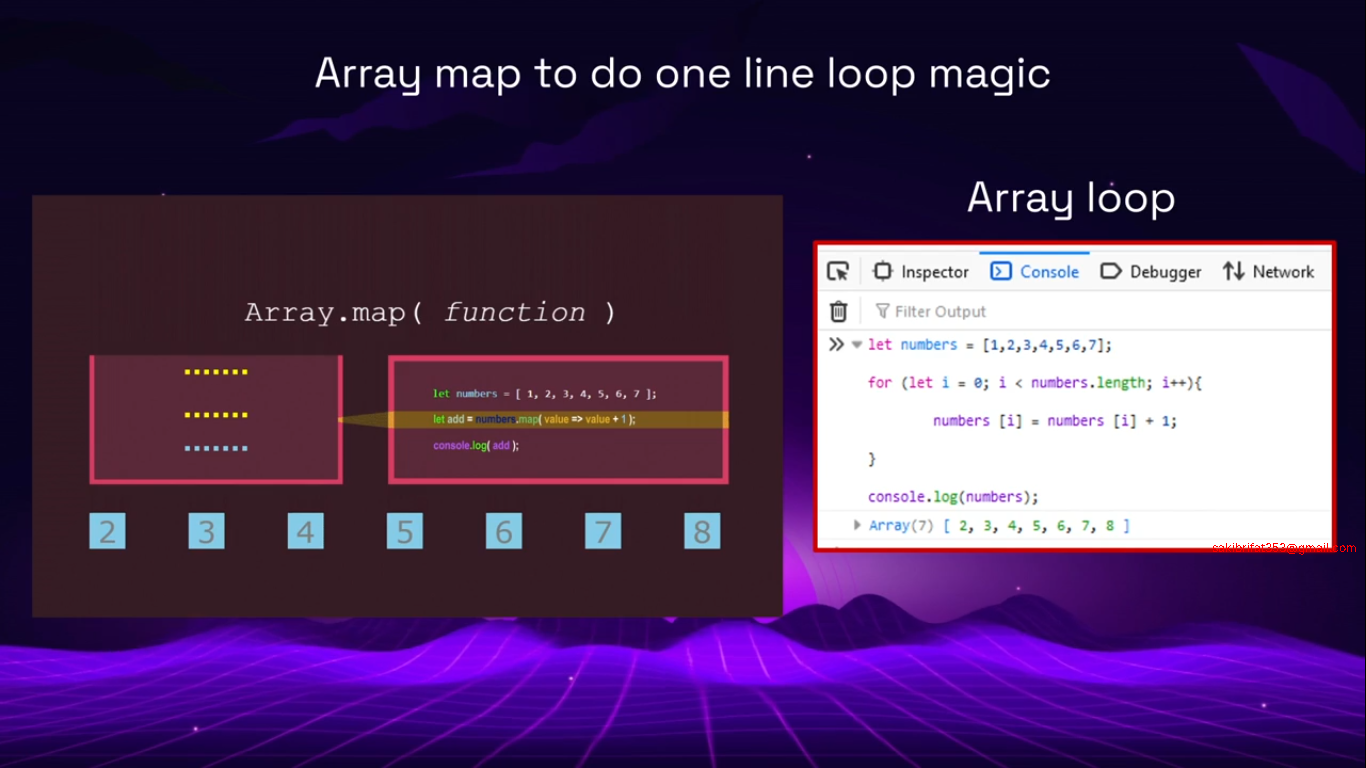 Array map to do one line loop magic
Array.map( function )
let numbers = [ 1, 2, 3, 4, 5, 6, 7 ];
let add = numbers.map( value => value + 1 );
console.log( add );
2 3 4 5 6 7 8
Array loop
Inspector Console Debugger Network
Filter Output
let numbers = [1,2,3,4,5,6,7];
for (let i = 0; i < numbers.length; i++){
numbers [i] = numbers [i] + 1;
}
console.log(numbers);
Array(7) [ 2, 3, 4, 5, 6, 7, 8 ]
sakibrifat353@gmail.com